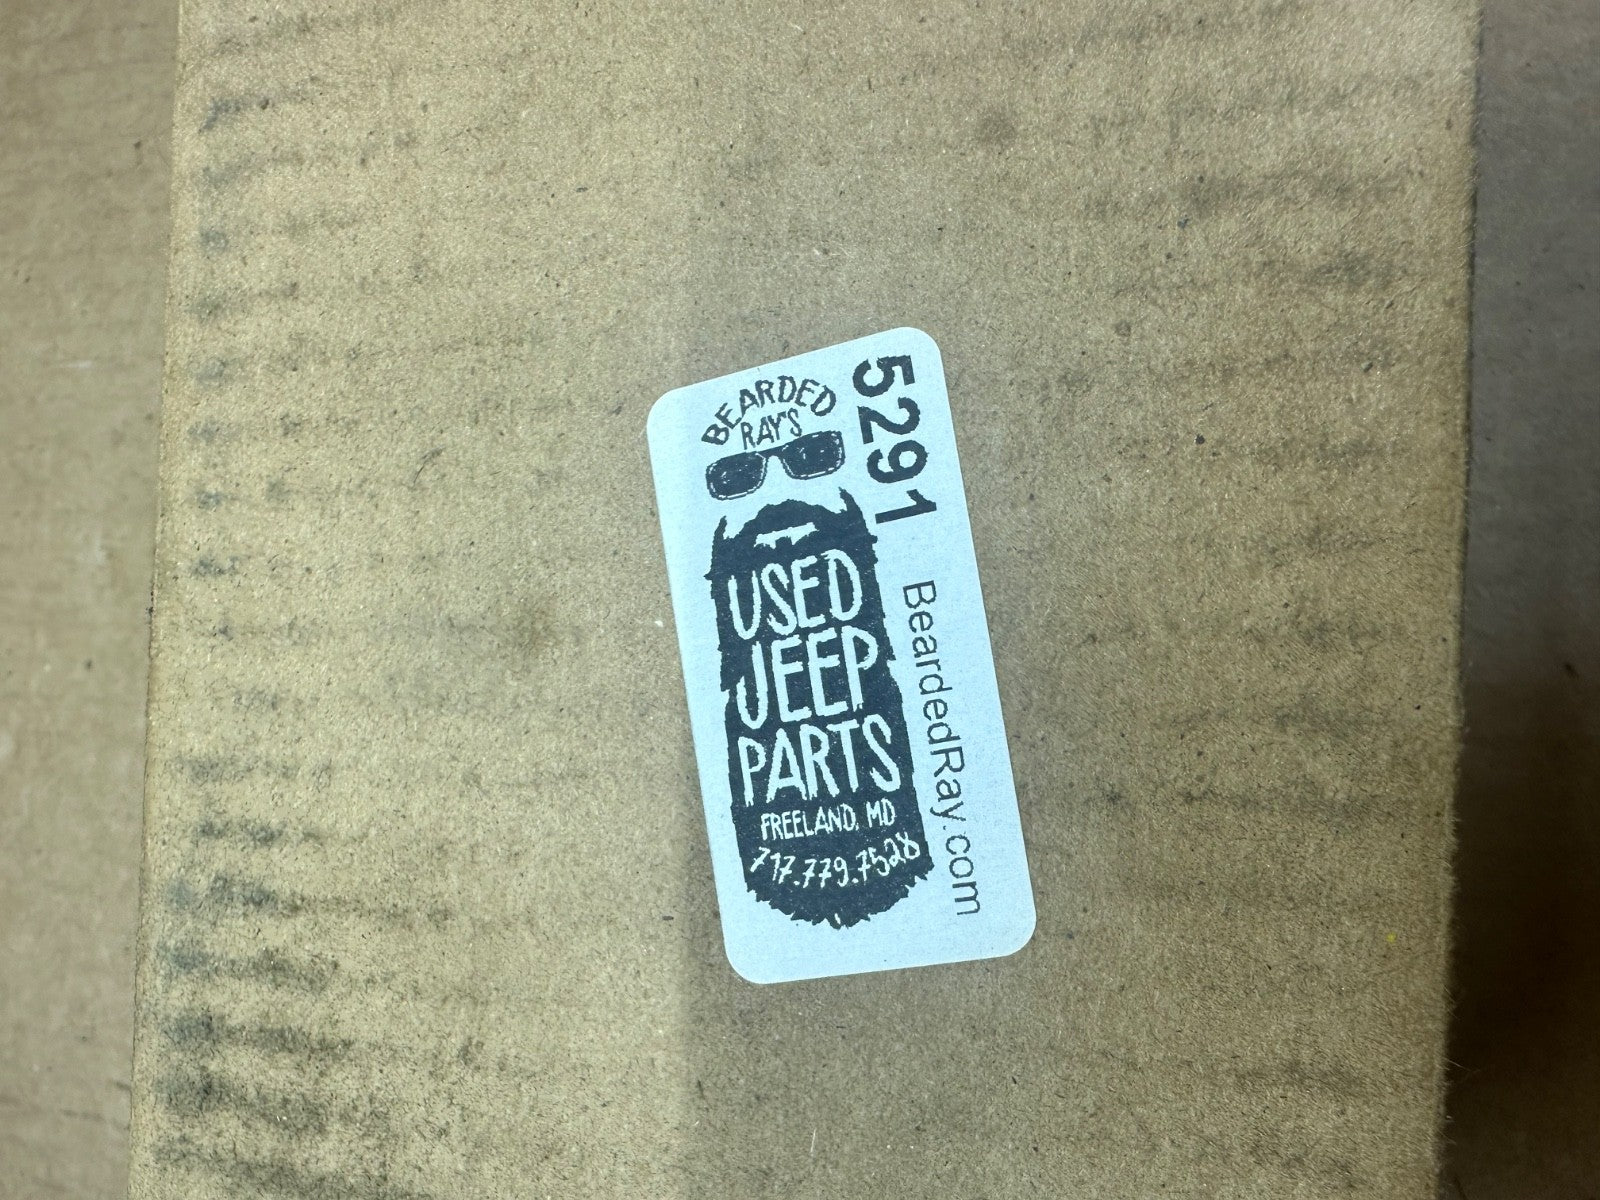 BEARDED
RAY'S
USED
JEEP
PARTS
FREELAND, MD
717.779.7528
5291
BeardedRay.com